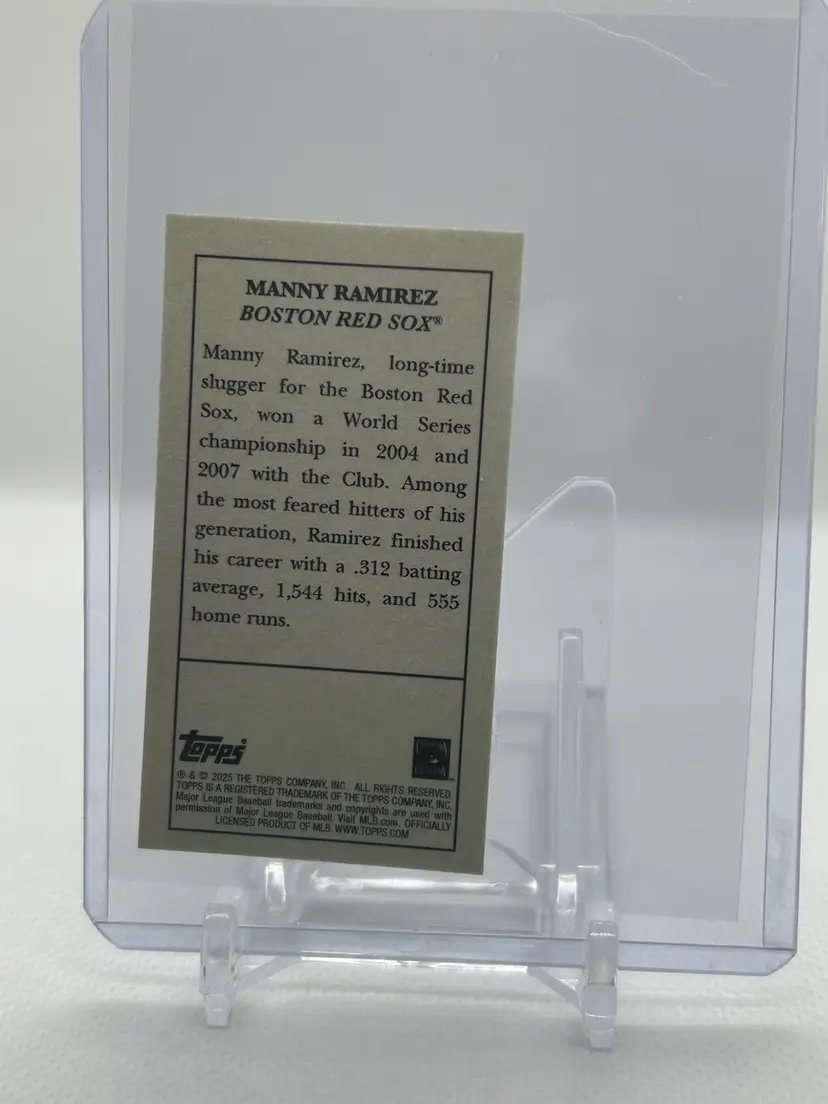 MANNY RAMIREZ
BOSTON RED SOX®
Manny Ramirez, long-time
slugger for the Boston Red
Sox, won a World Series
championship in 2004 and
2007 with the Club. Among
the most feared hitters of his
generation, Ramirez finished
his career with a .312 batting
average, 1,544 hits, and 555
home runs.
Topps
® & © 2025 THE TOPPS COMPANY, INC. ALL RIGHTS RESERVED.
TOPPS IS A REGISTERED TRADEMARK OF THE TOPPS COMPANY, INC.
Major League Baseball trademarks and copyrights are used with
permission of Major League Baseball. Visit MLB.com. OFFICIALLY
LICENSED PRODUCT OF MLB. WWW.TOPPS.COM